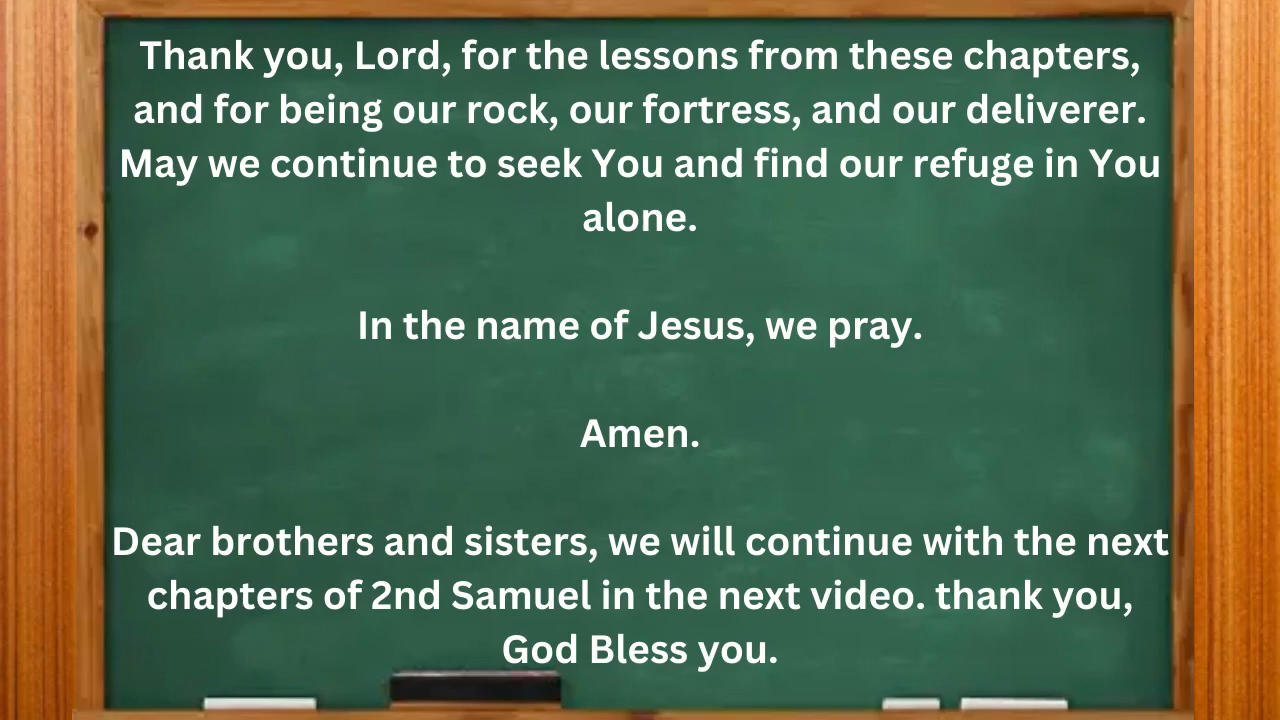 Thank you, Lord, for the lessons from these chapters,
and for being our rock, our fortress, and our deliverer.
May we continue to seek You and find our refuge in You
alone.
In the name of Jesus, we pray.
Amen.
Dear brothers and sisters, we will continue with the next
chapters of 2nd Samuel in the next video. thank you,
God Bless you.